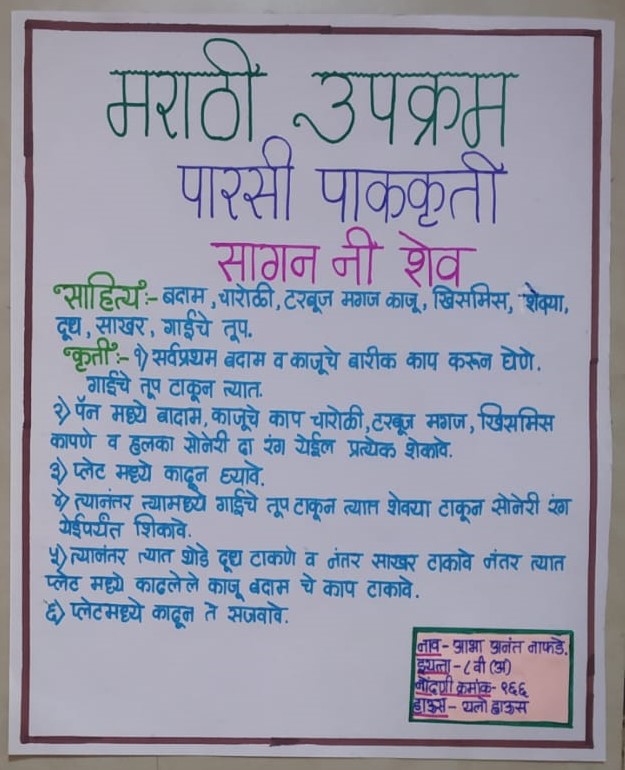 मराठी उपक्रम
पारसी पाककृती
सागन नी शेव
"साहित्य":- बदाम, चारोळी, टरबूज मगज काजू, खिसमिस, शेवया,
दूध, साखर, गाईचे तूप.
"कृती":- १) सर्वप्रथम बदाम व काजूचे बारीक काप करून घेणे.
गाईचे तूप टाकून त्यात.
२) पॅन मध्ये बादाम, काजूचे काप चारोळी, टरबूज मगज, खिसमिस
कापणे व हलका सोनेरी दा रंग येईल प्रत्येक शेकावे.
३) प्लेट मध्ये काढून घ्यावे.
४) त्यानंतर त्यामध्ये गाईचे तूप टाकून त्यात शेवया टाकून सोनेरी रंग
येईपर्यंत शिकावे.
५) त्यानंतर त्यात थोडे दूध टाकणे व नंतर साखर टाकावे नंतर त्यात
प्लेट मध्ये काढलेले काजू बदाम चे काप टाकावे.
६) प्लेटमध्ये काढून ते सजवावे.
नाव - आभा अनंत नाफडे.
इयत्ता - ८ वी (अ)
नोंदणी क्रमांक - १६६
हाऊस - यलो हाऊस